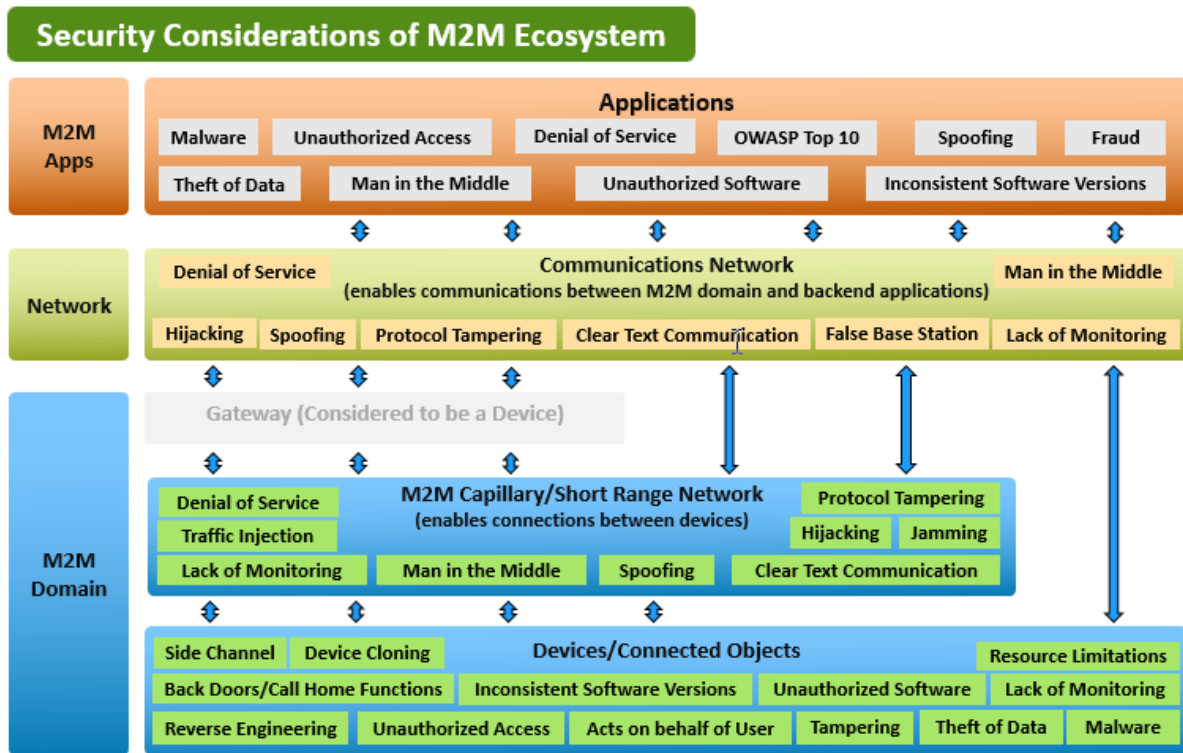 Security Considerations of M2M Ecosystem
M2M
Apps
Applications
Malware
Unauthorized Access
Denial of Service
OWASP Top 10
Spoofing
Fraud
Theft of Data
Man in the Middle
Unauthorized Software
Inconsistent Software Versions
Network
Communications Network
(enables communications between M2M domain and backend applications)
Denial of Service
Man in the Middle
Hijacking
Spoofing
Protocol Tampering
Clear Text Communication
False Base Station
Lack of Monitoring
M2M
Domain
Gateway (Considered to be a Device)
M2M Capillary/Short Range Network
(enables connections between devices)
Denial of Service
Traffic Injection
Protocol Tampering
Hijacking
Jamming
Lack of Monitoring
Man in the Middle
Spoofing
Clear Text Communication
Devices/Connected Objects
Side Channel
Device Cloning
Resource Limitations
Back Doors/Call Home Functions
Inconsistent Software Versions
Unauthorized Software
Lack of Monitoring
Reverse Engineering
Unauthorized Access
Acts on behalf of User
Tampering
Theft of Data
Malware